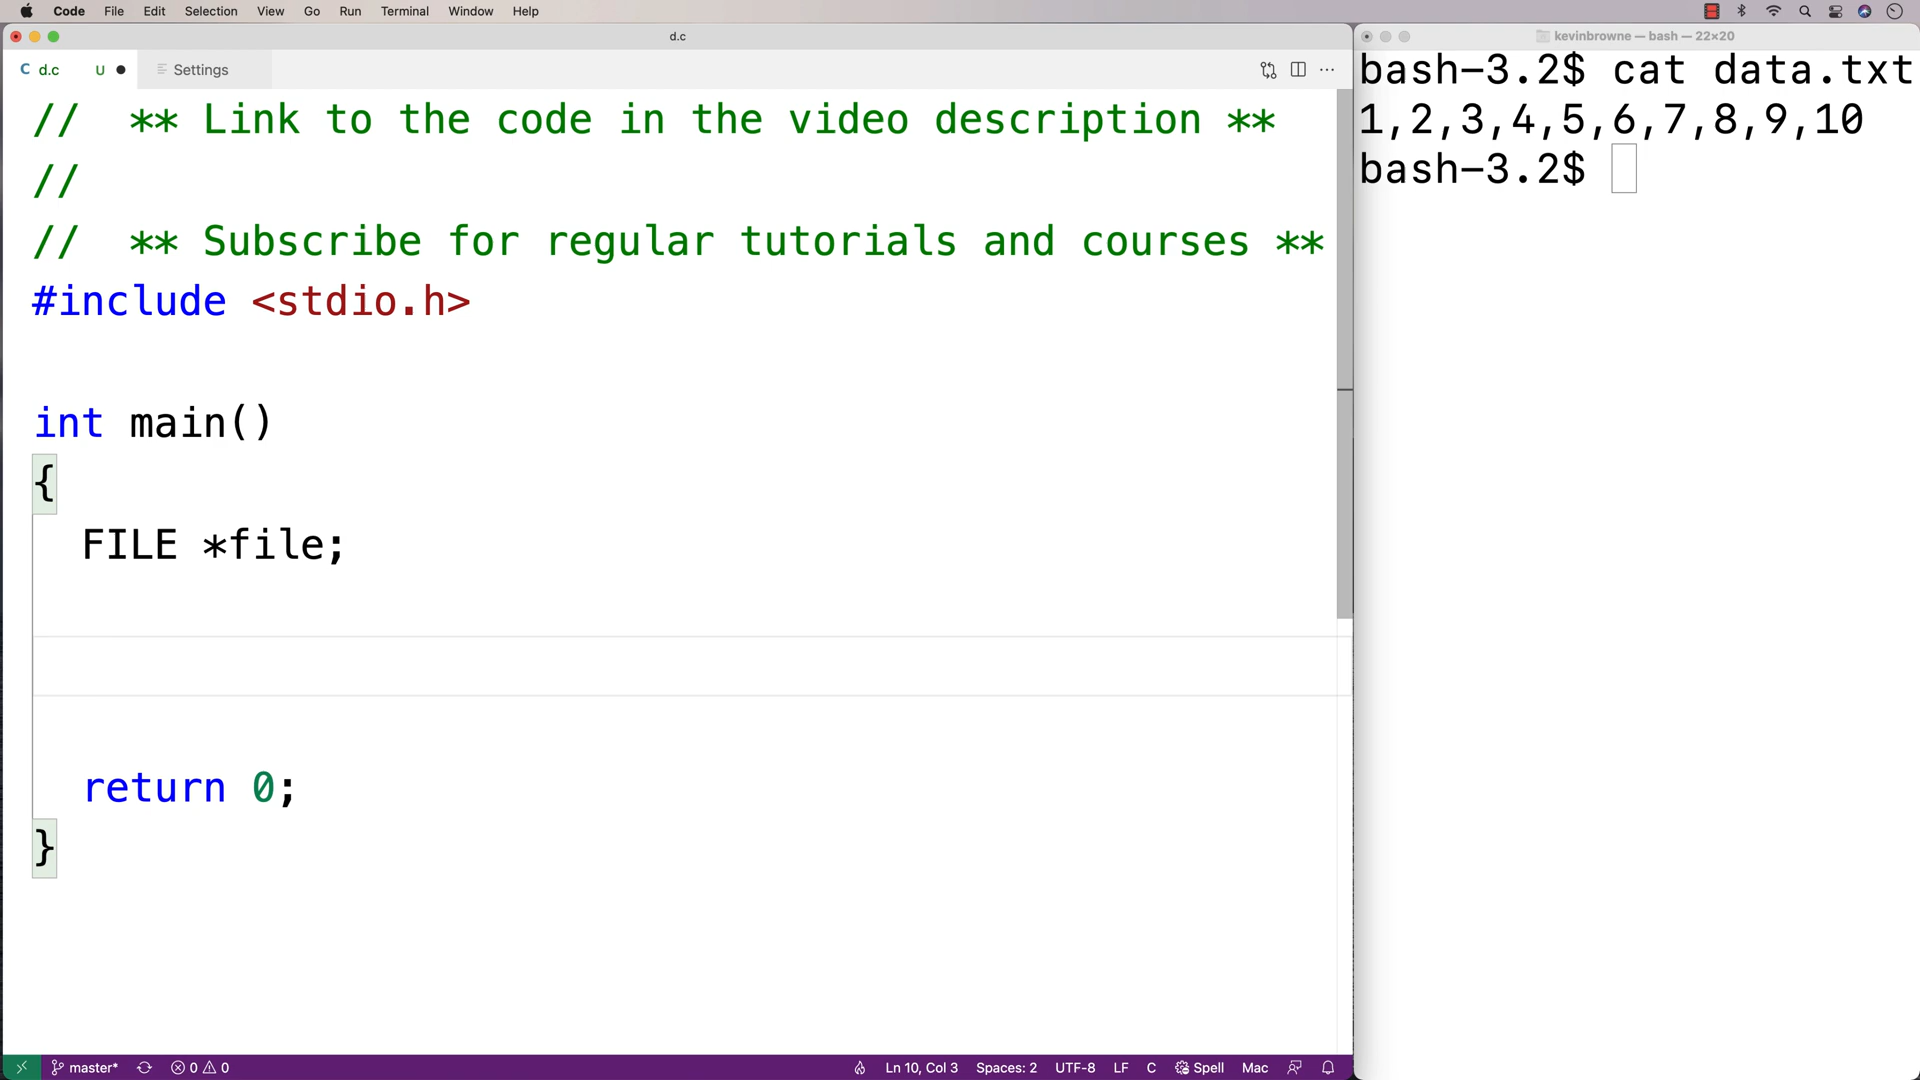 Code File Edit Selection View Go Run Terminal Window Help
d.c
C d.c U ● Settings
// ** Link to the code in the video description **
//
// ** Subscribe for regular tutorials and courses **
#include <stdio.h>
int main()
{
FILE *file;
return 0;
}
master* 0 0 Ln 10, Col 3 Spaces: 2 UTF-8 LF C Spell Mac
kevinbrowne — bash — 22×20
bash-3.2$ cat data.txt
1,2,3,4,5,6,7,8,9,10
bash-3.2$